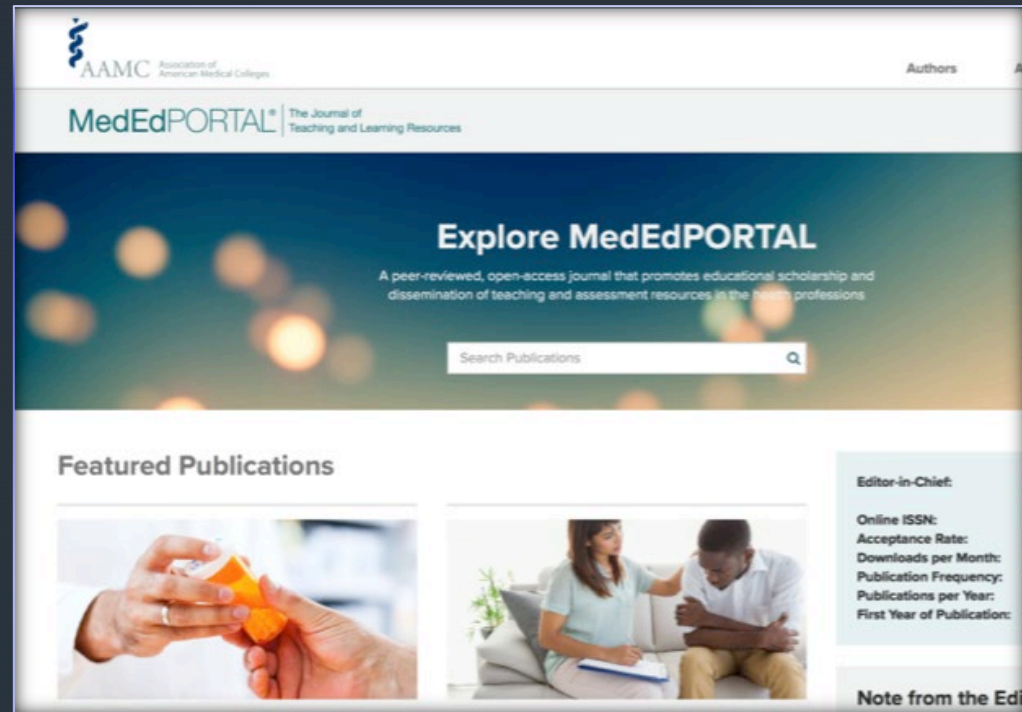 AAMC
Association of
American Medical Colleges
Authors
A
MedEdPORTAL®
The Journal of
Teaching and Learning Resources
Explore MedEdPORTAL
A peer-reviewed, open-access journal that promotes educational scholarship and
dissemination of teaching and assessment resources in the health professions
Search Publications
Featured Publications
Editor-in-Chief:
Online ISSN:
Acceptance Rate:
Downloads per Month:
Publication Frequency:
Publications per Year:
First Year of Publication:
Note from the Edi